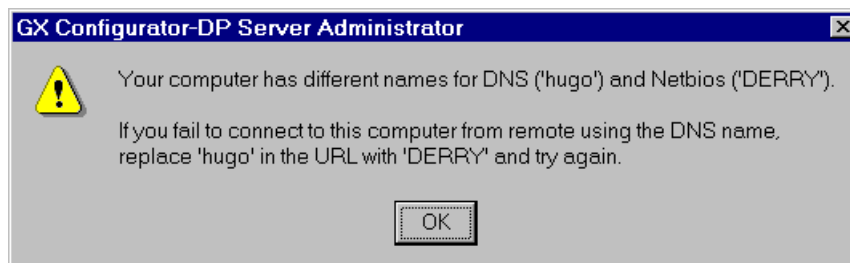 GX Configurator-DP Server Administrator
Your computer has different names for DNS ('hugo') and Netbios ('DERRY').
If you fail to connect to this computer from remote using the DNS name,
replace 'hugo' in the URL with 'DERRY' and try again.
OK